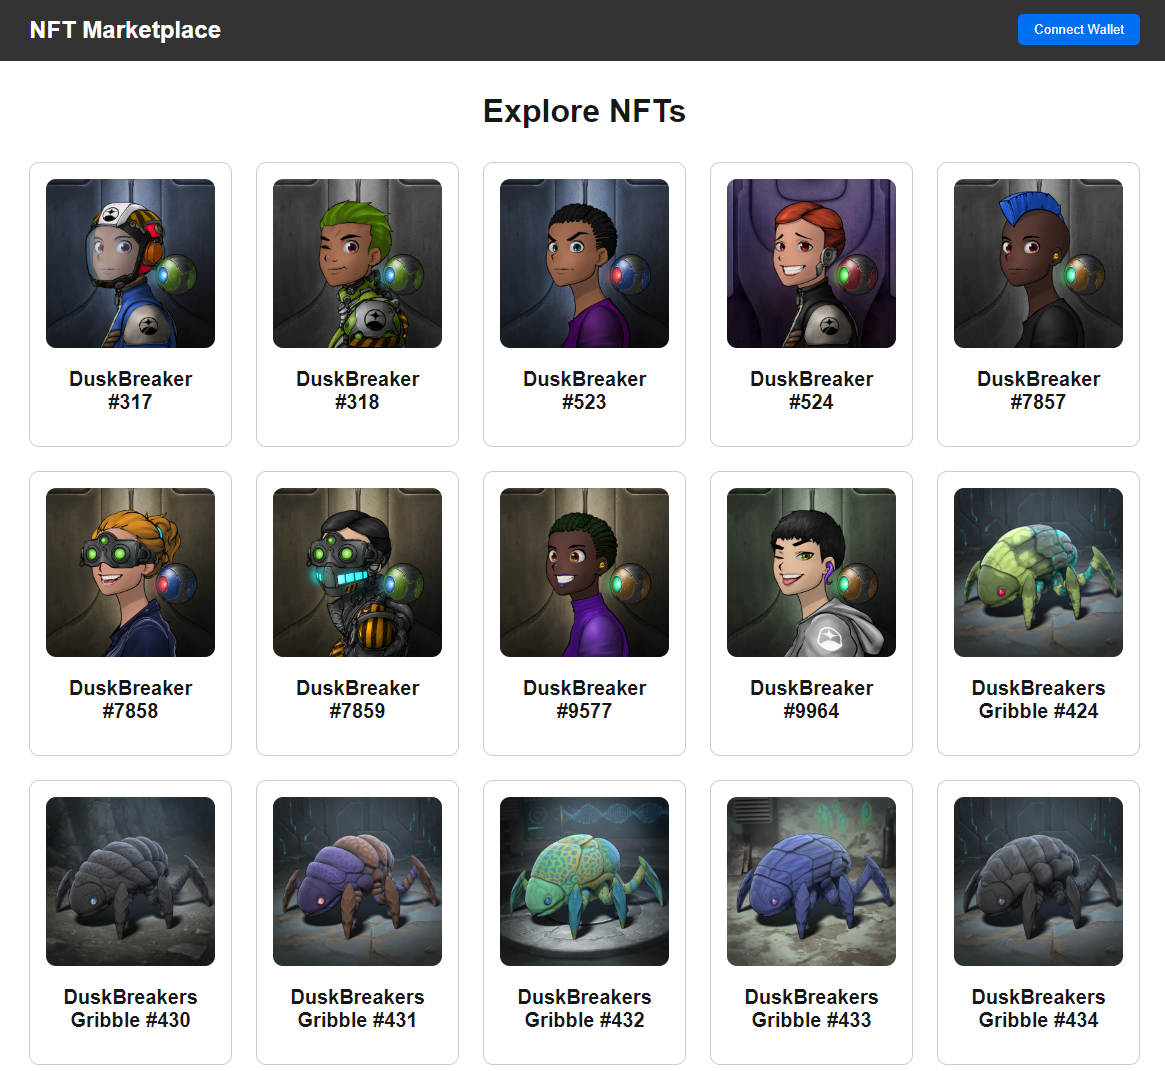 NFT Marketplace
Connect Wallet
Explore NFTs
DuskBreaker
#317
DuskBreaker
#318
DuskBreaker
#523
DuskBreaker
#524
DuskBreaker
#7857
DuskBreaker
#7858
DuskBreaker
#7859
DuskBreaker
#9577
DuskBreaker
#9964
DuskBreakers
Gribble #424
DuskBreakers
Gribble #430
DuskBreakers
Gribble #431
DuskBreakers
Gribble #432
DuskBreakers
Gribble #433
DuskBreakers
Gribble #434